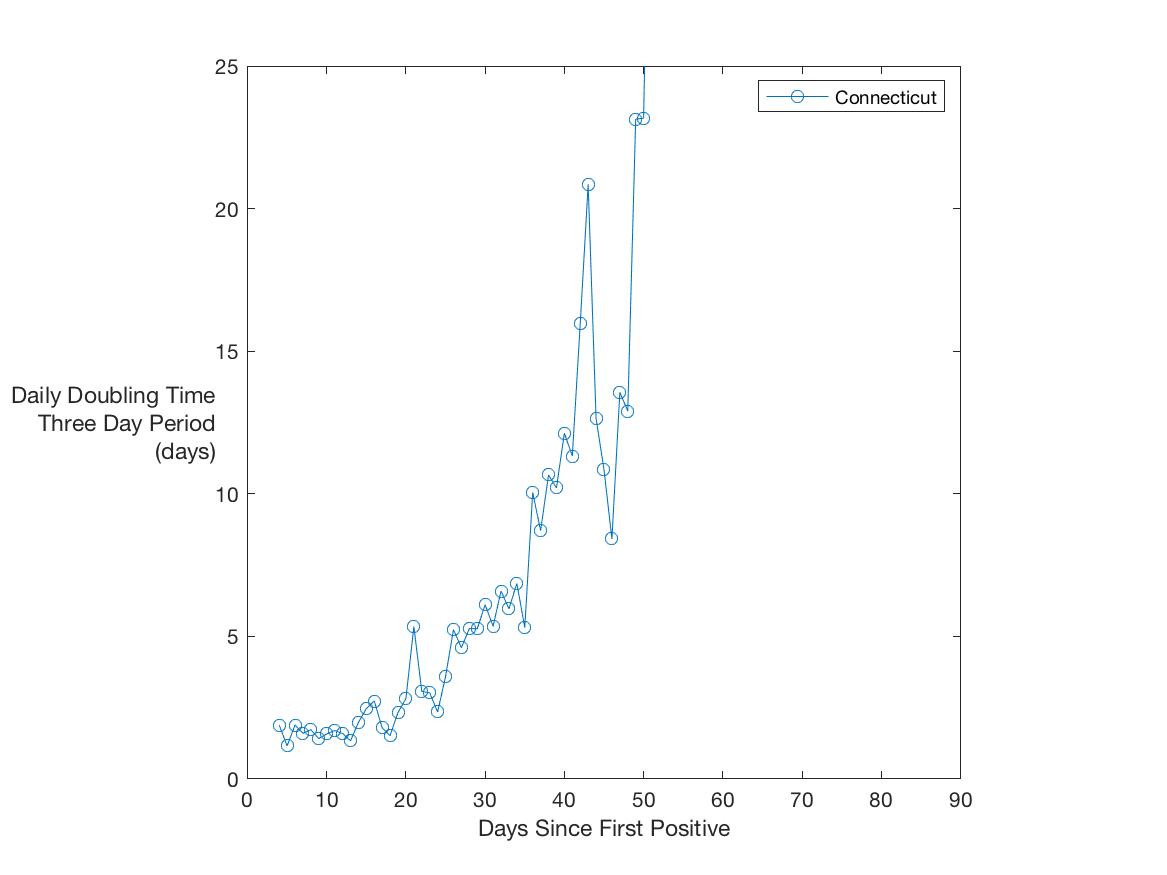 25
Connecticut
20
15
Daily Doubling Time
Three Day Period
(days)
10
5
0
0 10 20 30 40 50 60 70 80 90
Days Since First Positive